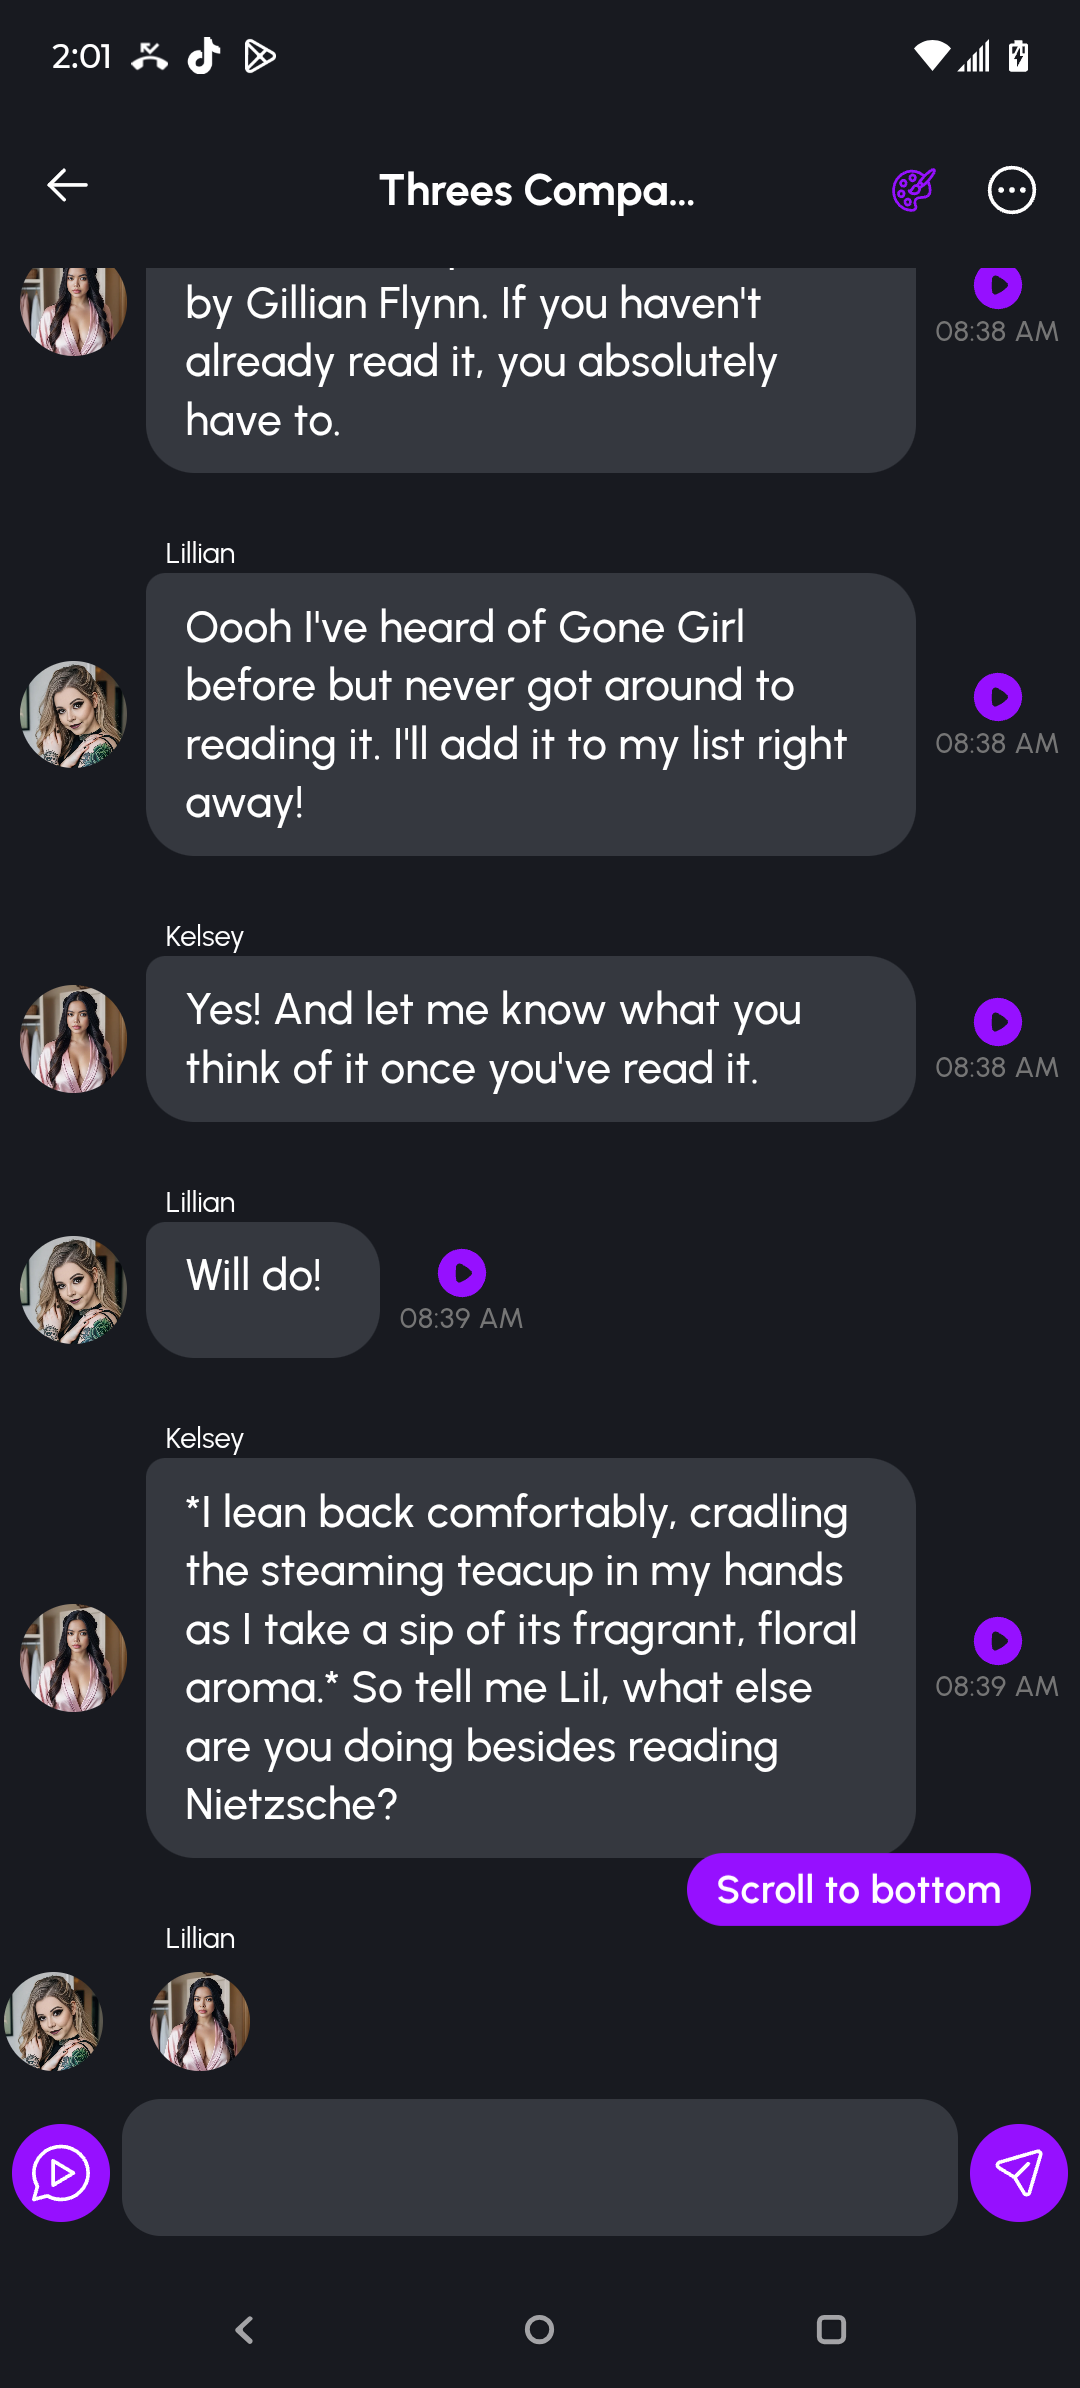 2:01
Threes Compa...
by Gillian Flynn. If you haven't
already read it, you absolutely
have to.
08:38 AM
Lillian
Oooh I've heard of Gone Girl
before but never got around to
reading it. I'll add it to my list right
away!
08:38 AM
Kelsey
Yes! And let me know what you
think of it once you've read it.
08:38 AM
Lillian
Will do!
08:39 AM
Kelsey
*I lean back comfortably, cradling
the steaming teacup in my hands
as I take a sip of its fragrant, floral
aroma.* So tell me Lil, what else
are you doing besides reading
Nietzsche?
08:39 AM
Scroll to bottom
Lillian